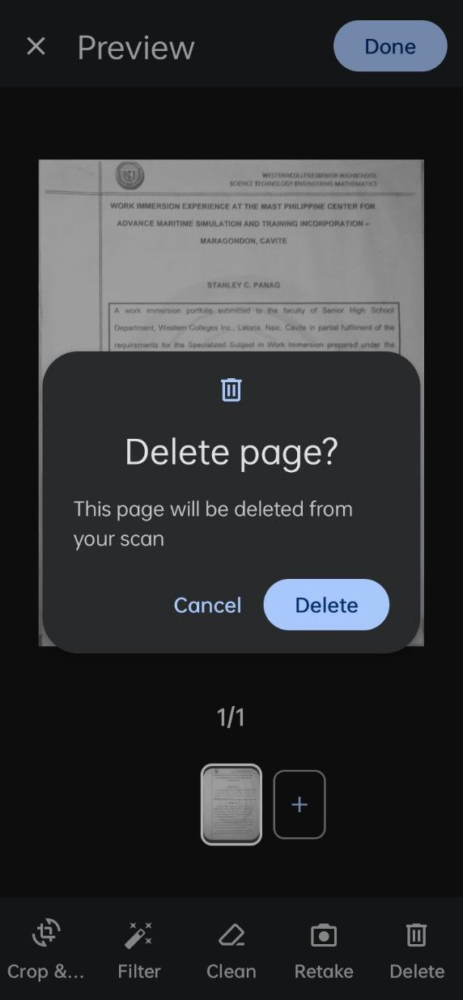 Preview
Done
WESTERNCOLLEGESSENIOR HIGHSCHOOL
SCIENCE TECHNOLOGY ENGINEERING MATHEMATICS
WORK IMMERSION EXPERIENCE AT THE MAST PHILIPPINE CENTER FOR
ADVANCE MARITIME SIMULATION AND TRAINING INCORPORATION –
MARAGONDON, CAVITE
STANLEY C. PANAG
A work immersion portfolio submitted to the faculty of Senior High School
Department, Western Colleges Inc., Latoria, Naic, Cavite in partial fulfilment of the
requirements for the Specialized Subject in Work Immersion prepared under the
Delete page?
This page will be deleted from
your scan
Cancel
Delete
1/1
+
Crop &...
Filter
Clean
Retake
Delete